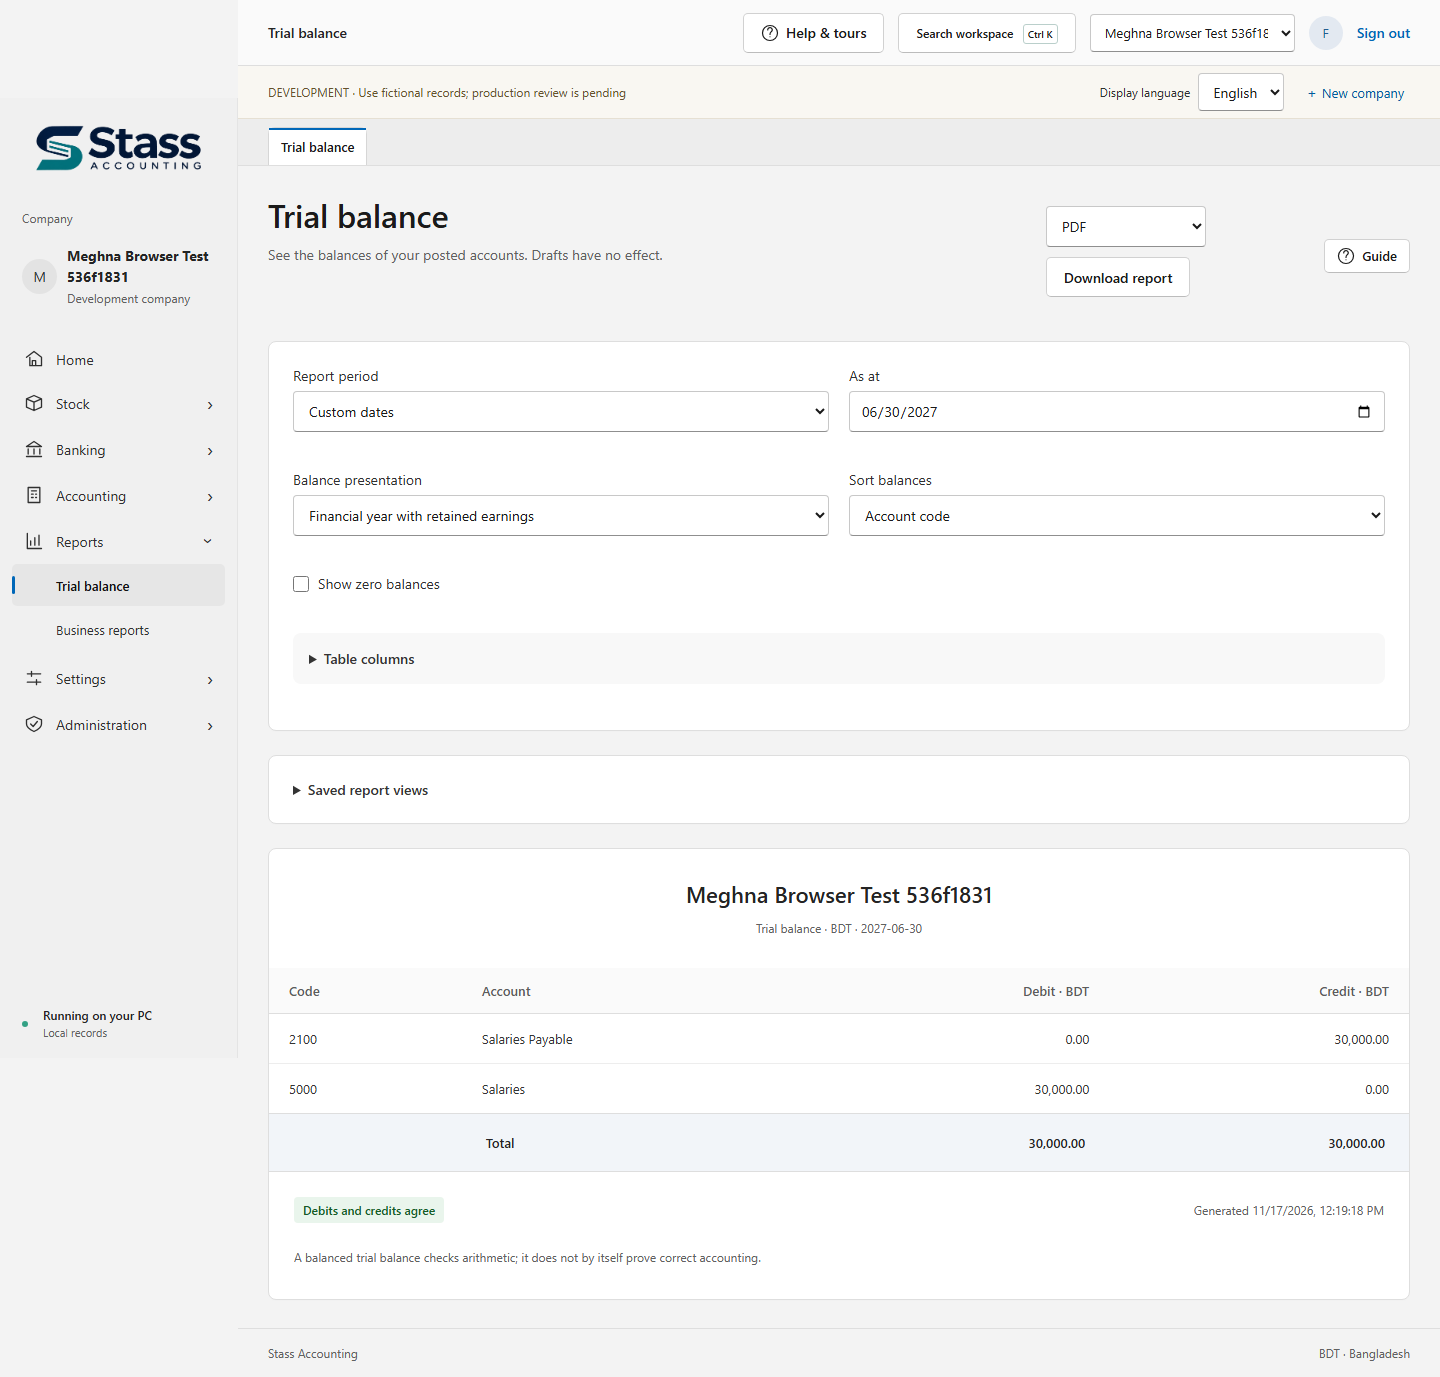 Trial balance
Help & tours
Search workspace Ctrl K
Meghna Browser Test 536f18
F
Sign out
DEVELOPMENT · Use fictional records; production review is pending
Display language
English
+ New company
Stass
ACCOUNTING
Company
M
Meghna Browser Test
536f1831
Development company
Home
Stock
Banking
Accounting
Reports
Trial balance
Business reports
Settings
Administration
Running on your PC
Local records
Trial balance
Trial balance
See the balances of your posted accounts. Drafts have no effect.
PDF
Download report
Guide
Report period
Custom dates
As at
06/30/2027
Balance presentation
Financial year with retained earnings
Sort balances
Account code
Show zero balances
Table columns
Saved report views
Meghna Browser Test 536f1831
Trial balance · BDT · 2027-06-30
Code Account Debit · BDT Credit · BDT
2100 Salaries Payable 0.00 30,000.00
5000 Salaries 30,000.00 0.00
Total 30,000.00 30,000.00
Debits and credits agree
Generated 11/17/2026, 12:19:18 PM
A balanced trial balance checks arithmetic; it does not by itself prove correct accounting.
Stass Accounting
BDT · Bangladesh